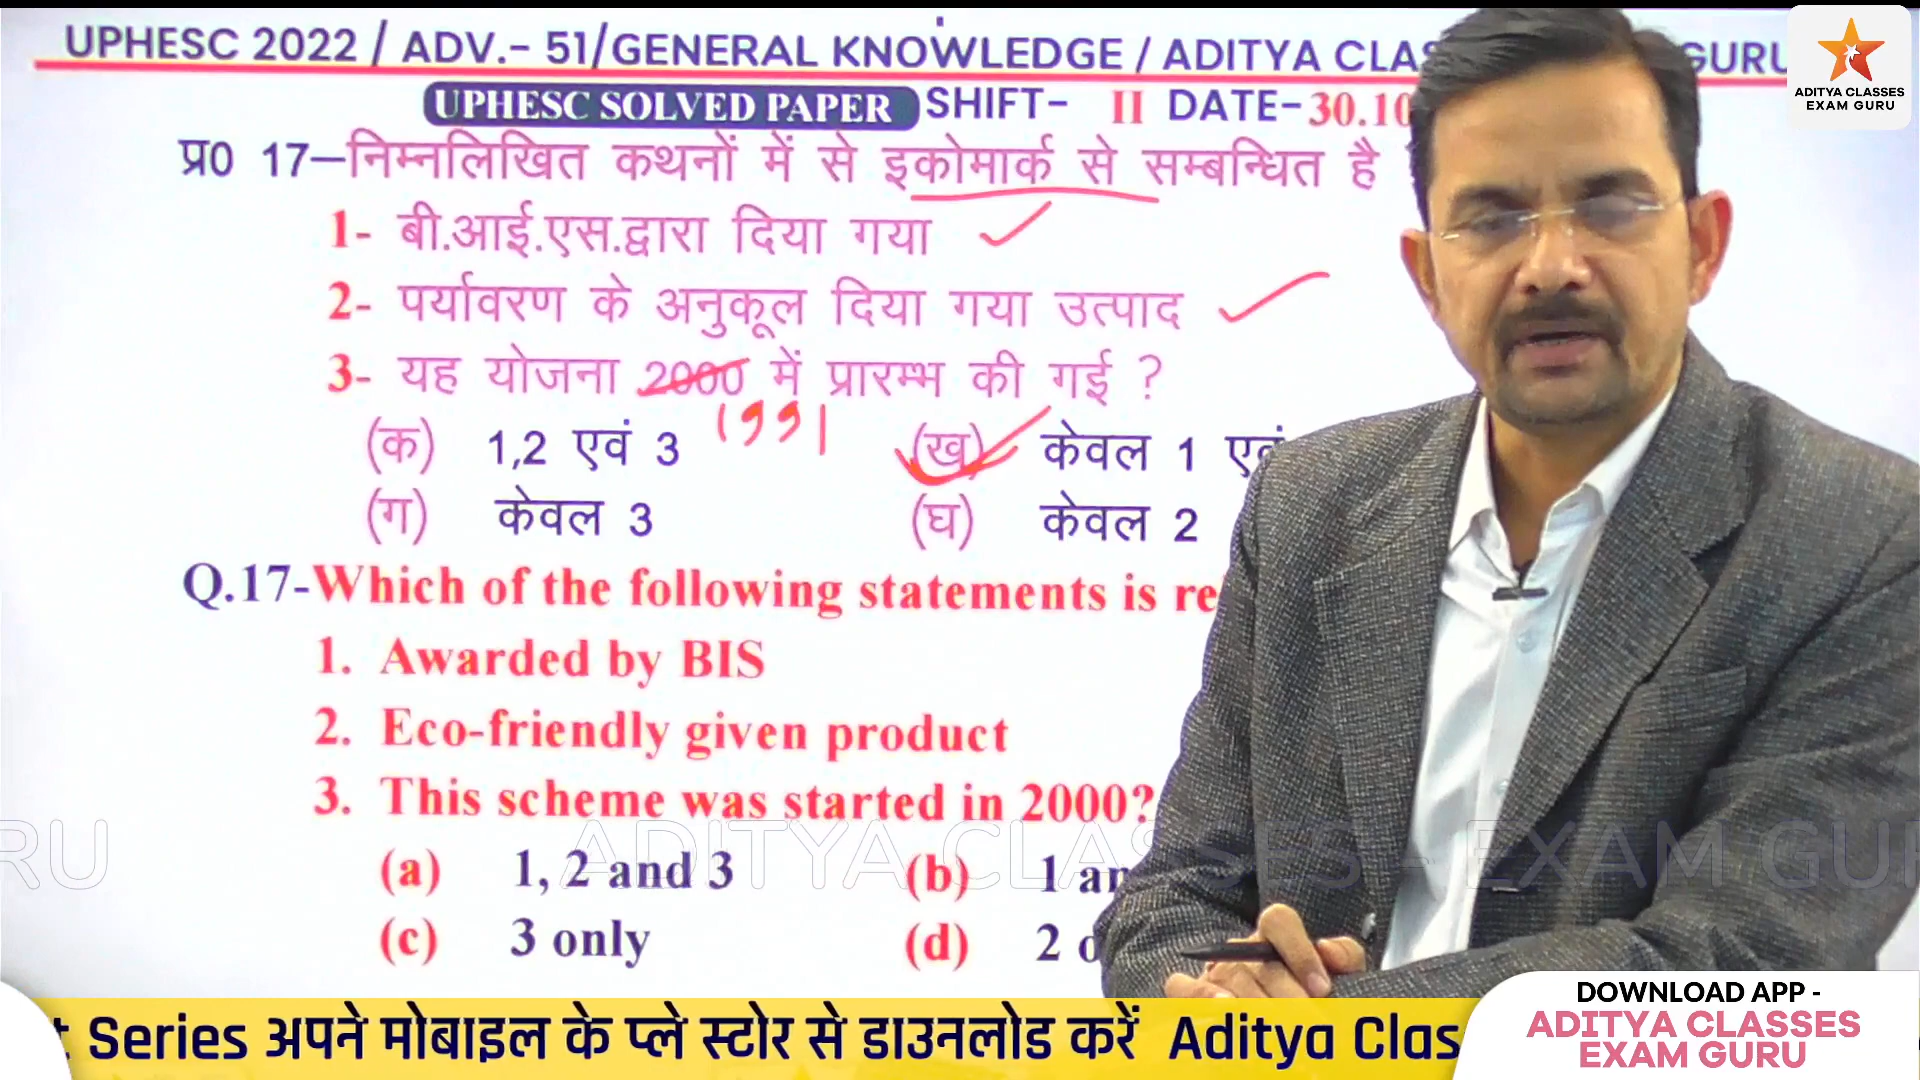 UPHESC 2022 / ADV.- 51/GENERAL KNOWLEDGE / ADITYA CLAS GURU
ADITYA CLASSES
EXAM GURU
UPHESC SOLVED PAPER SHIFT- II DATE-30.10
प्र0 17–निम्नलिखित कथनों में से इकोमार्क से सम्बन्धित है
1- बी.आई.एस.द्वारा दिया गया
2- पर्यावरण के अनुकूल दिया गया उत्पाद
3- यह योजना 2000 में प्रारम्भ की गई ?
1991
(क) 1,2 एवं 3 (ख) केवल 1 एवं
(ग) केवल 3 (घ) केवल 2
Q.17-Which of the following statements is re
1. Awarded by BIS
2. Eco-friendly given product
3. This scheme was started in 2000?
RU ADITYA CLASSES - EXAM GUR
(a) 1, 2 and 3 (b) 1 an
(c) 3 only (d) 2 o
t Series अपने मोबाइल के प्ले स्टोर से डाउनलोड करें Aditya Clas
DOWNLOAD APP -
ADITYA CLASSES
EXAM GURU